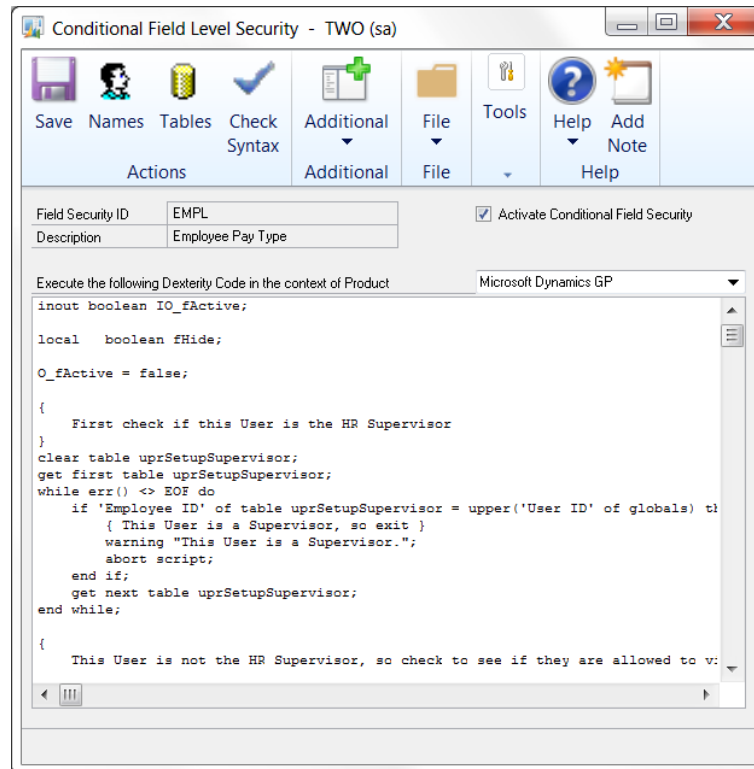 Conditional Field Level Security - TWO (sa)
Save Names Tables Check Syntax Additional File Tools Help Add Note
Actions Additional File Help
Field Security ID EMPL Activate Conditional Field Security
Description Employee Pay Type
Execute the following Dexterity Code in the context of Product Microsoft Dynamics GP
inout boolean IO_fActive;
local boolean fHide;
O_fActive = false;
{
First check if this User is the HR Supervisor
}
clear table uprSetupSupervisor;
get first table uprSetupSupervisor;
while err() <> EOF do
if 'Employee ID' of table uprSetupSupervisor = upper('User ID' of globals)
{ This User is a Supervisor, so exit }
warning "This User is a Supervisor.";
abort script;
end if;
get next table uprSetupSupervisor;
end while;
{
This User is not the HR Supervisor, so check to see if they are allowed to